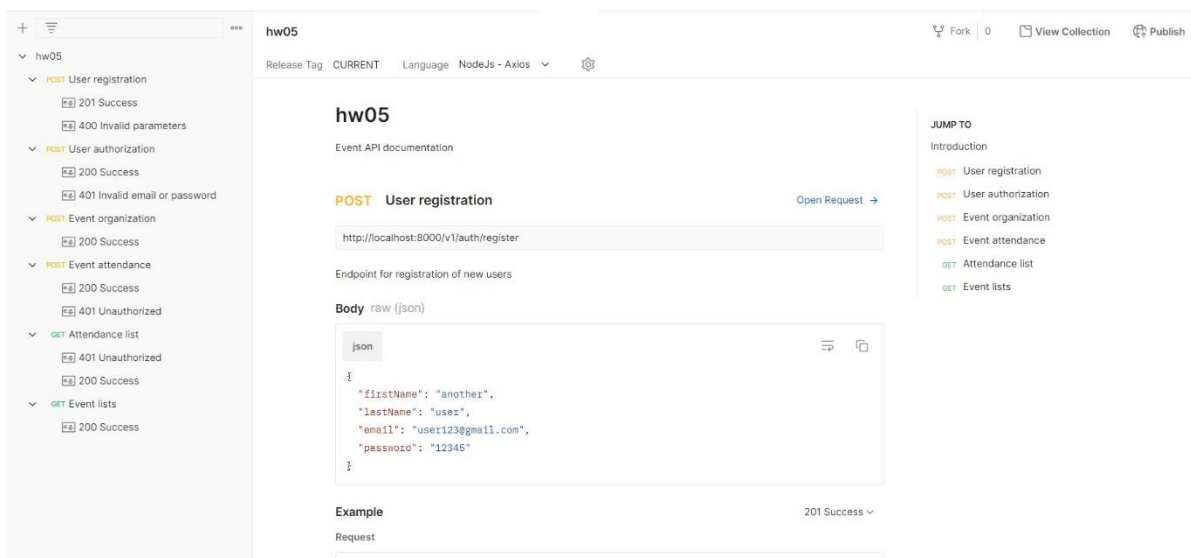 hw05
Fork 0 View Collection Publish
Release Tag CURRENT Language NodeJs - Axios
hw05
POST User registration
e.g. 201 Success
e.g. 400 Invalid parameters
POST User authorization
e.g. 200 Success
e.g. 401 Invalid email or password
POST Event organization
e.g. 200 Success
POST Event attendance
e.g. 200 Success
e.g. 401 Unauthorized
GET Attendance list
e.g. 401 Unauthorized
e.g. 200 Success
GET Event lists
e.g. 200 Success
hw05
Event API documentation
POST User registration
Open Request →
http://localhost:8000/v1/auth/register
Endpoint for registration of new users
Body raw (json)
json
{
"firstName": "another",
"lastName": "user",
"email": "user123@gmail.com",
"password": "12345"
}
Example
201 Success
Request
JUMP TO
Introduction
POST User registration
POST User authorization
POST Event organization
POST Event attendance
GET Attendance list
GET Event lists